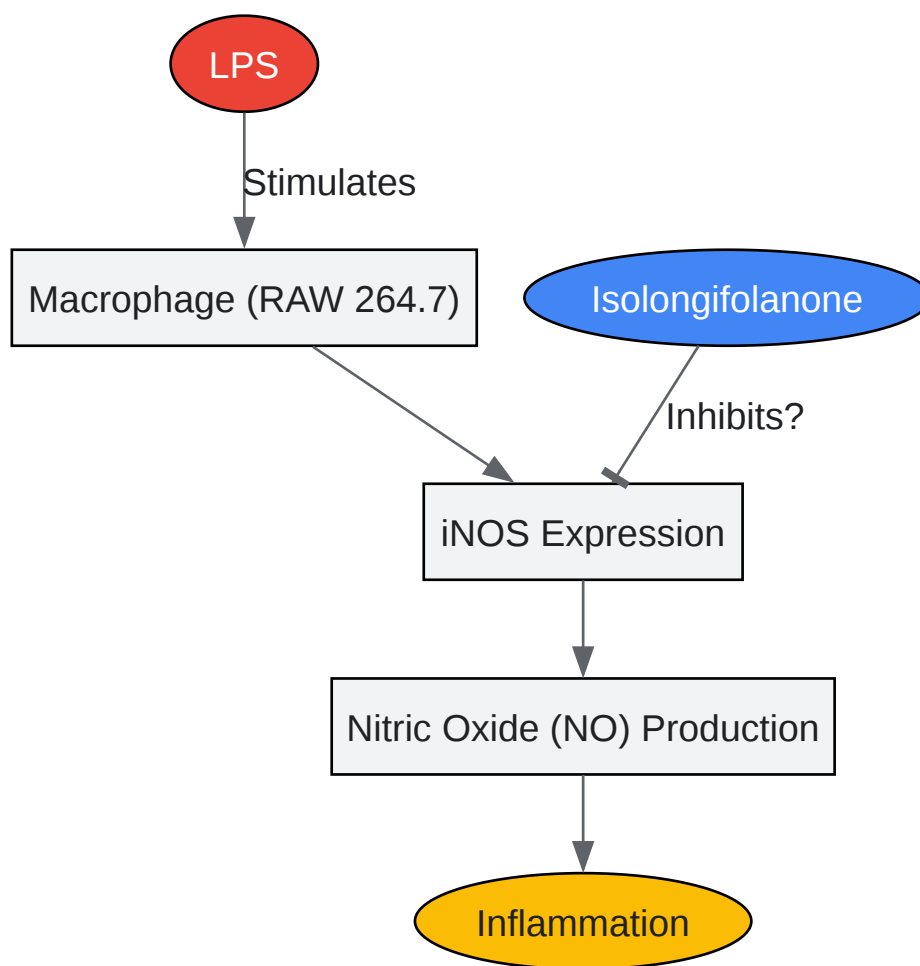 LPS
Stimulates
Macrophage (RAW 264.7)
Isolongifolanone
Inhibits?
iNOS Expression
Nitric Oxide (NO) Production
Inflammation